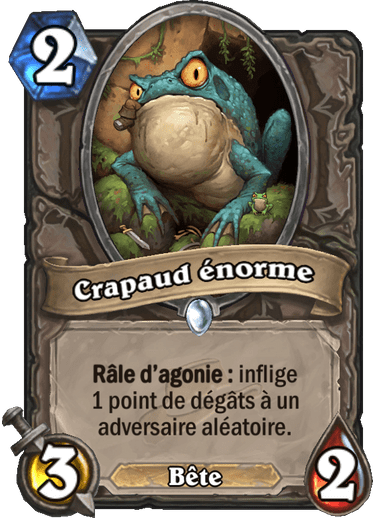 2
Crapaud énorme
Râle d'agonie : inflige
1 point de dégâts à un
adversaire aléatoire.
3
Bête
2